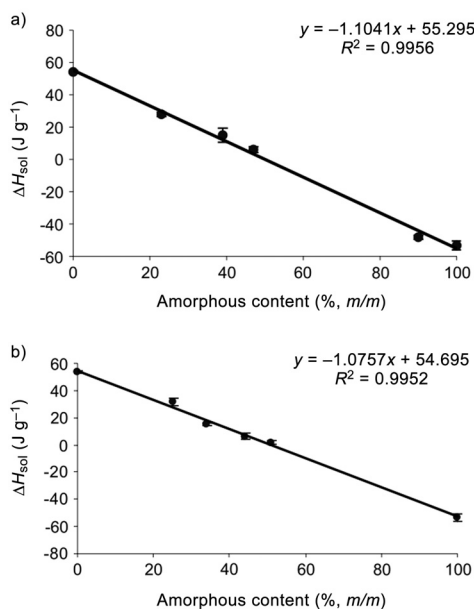 a)
y = –1.1041x + 55.295
R² = 0.9956
80
60
40
20
0
-20
-40
-60
ΔHsol (J g–1)
0 20 40 60 80 100
Amorphous content (%, m/m)
b)
y = –1.0757x + 54.695
R² = 0.9952
80
60
40
20
0
-20
-40
-60
-80
ΔHsol (J g–1)
0 20 40 60 80 100
Amorphous content (%, m/m)